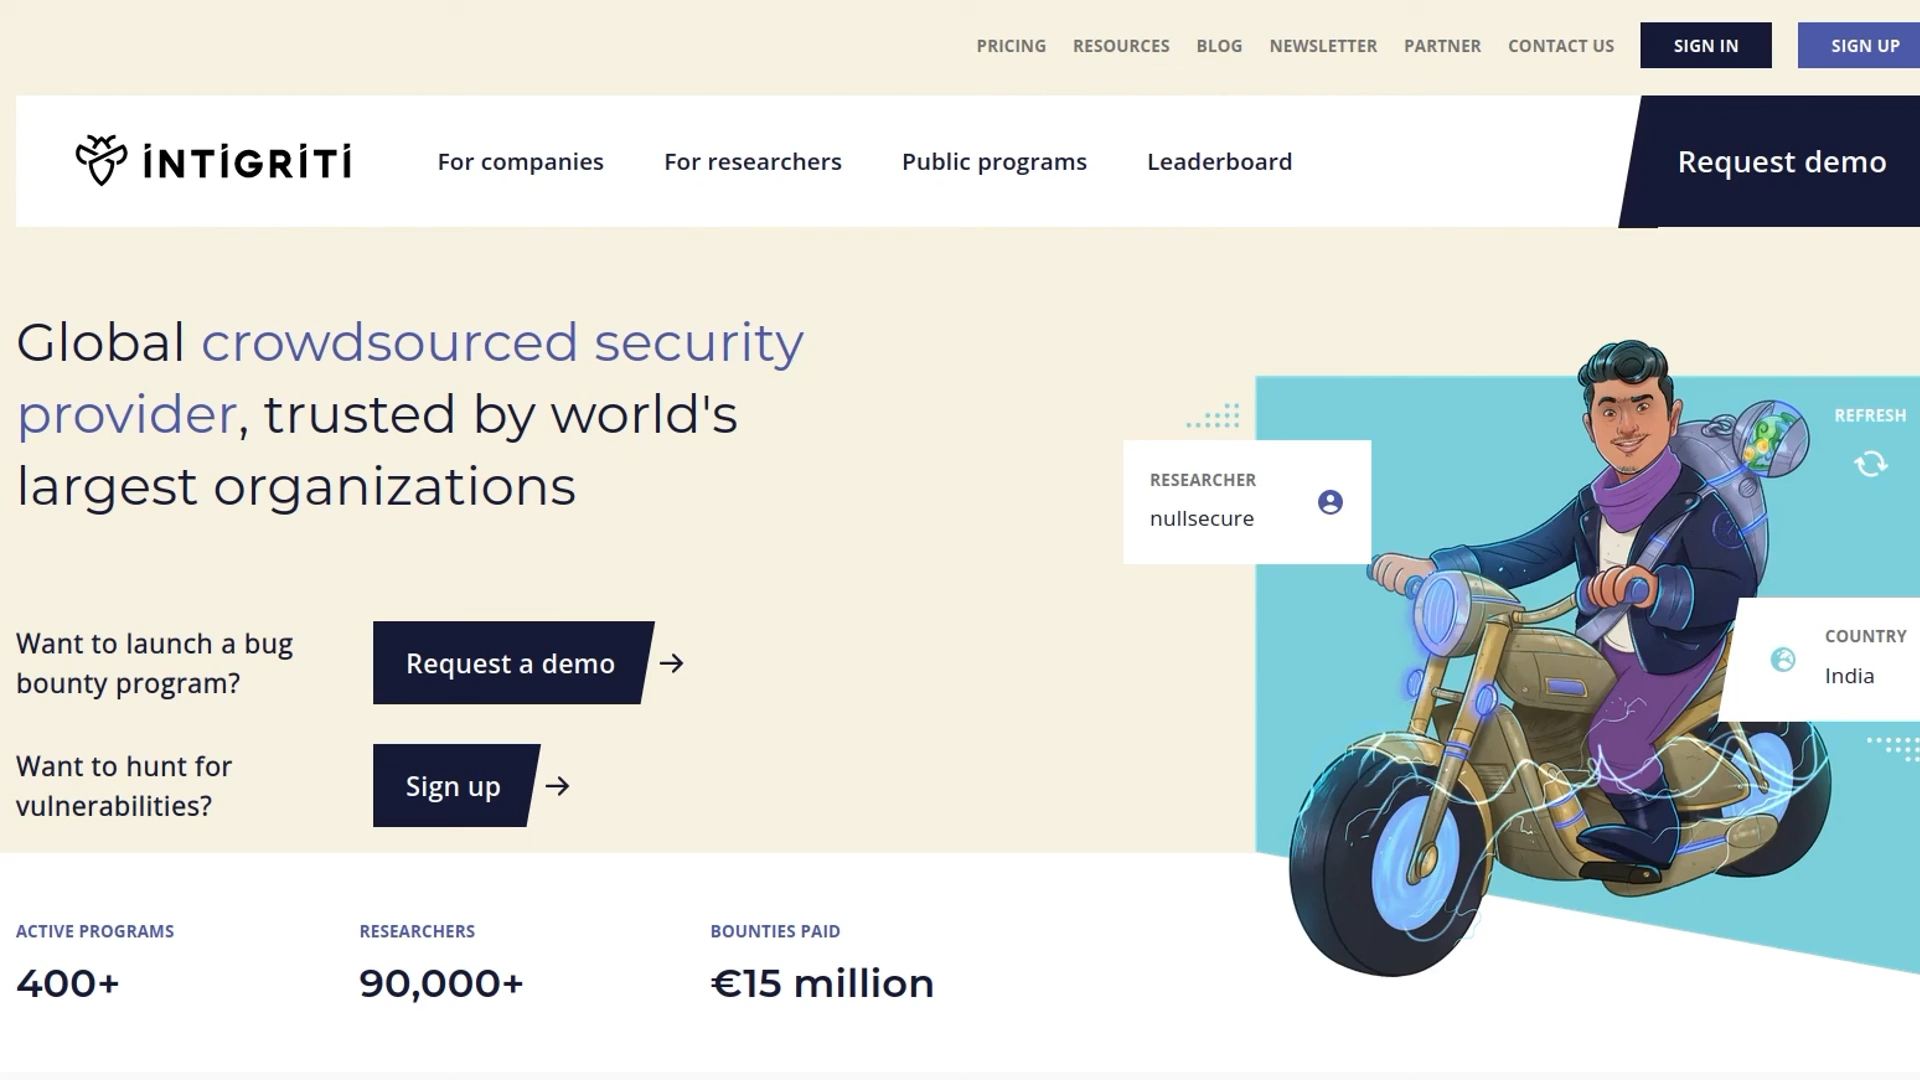 PRICING RESOURCES BLOG NEWSLETTER PARTNER CONTACT US SIGN IN SIGN UP
INTIGRITI For companies For researchers Public programs Leaderboard Request demo
Global crowdsourced security
provider, trusted by world's
largest organizations
Want to launch a bug
bounty program?
Request a demo
Want to hunt for
vulnerabilities?
Sign up
RESEARCHER
nullsecure
REFRESH
COUNTRY
India
ACTIVE PROGRAMS
400+
RESEARCHERS
90,000+
BOUNTIES PAID
€15 million